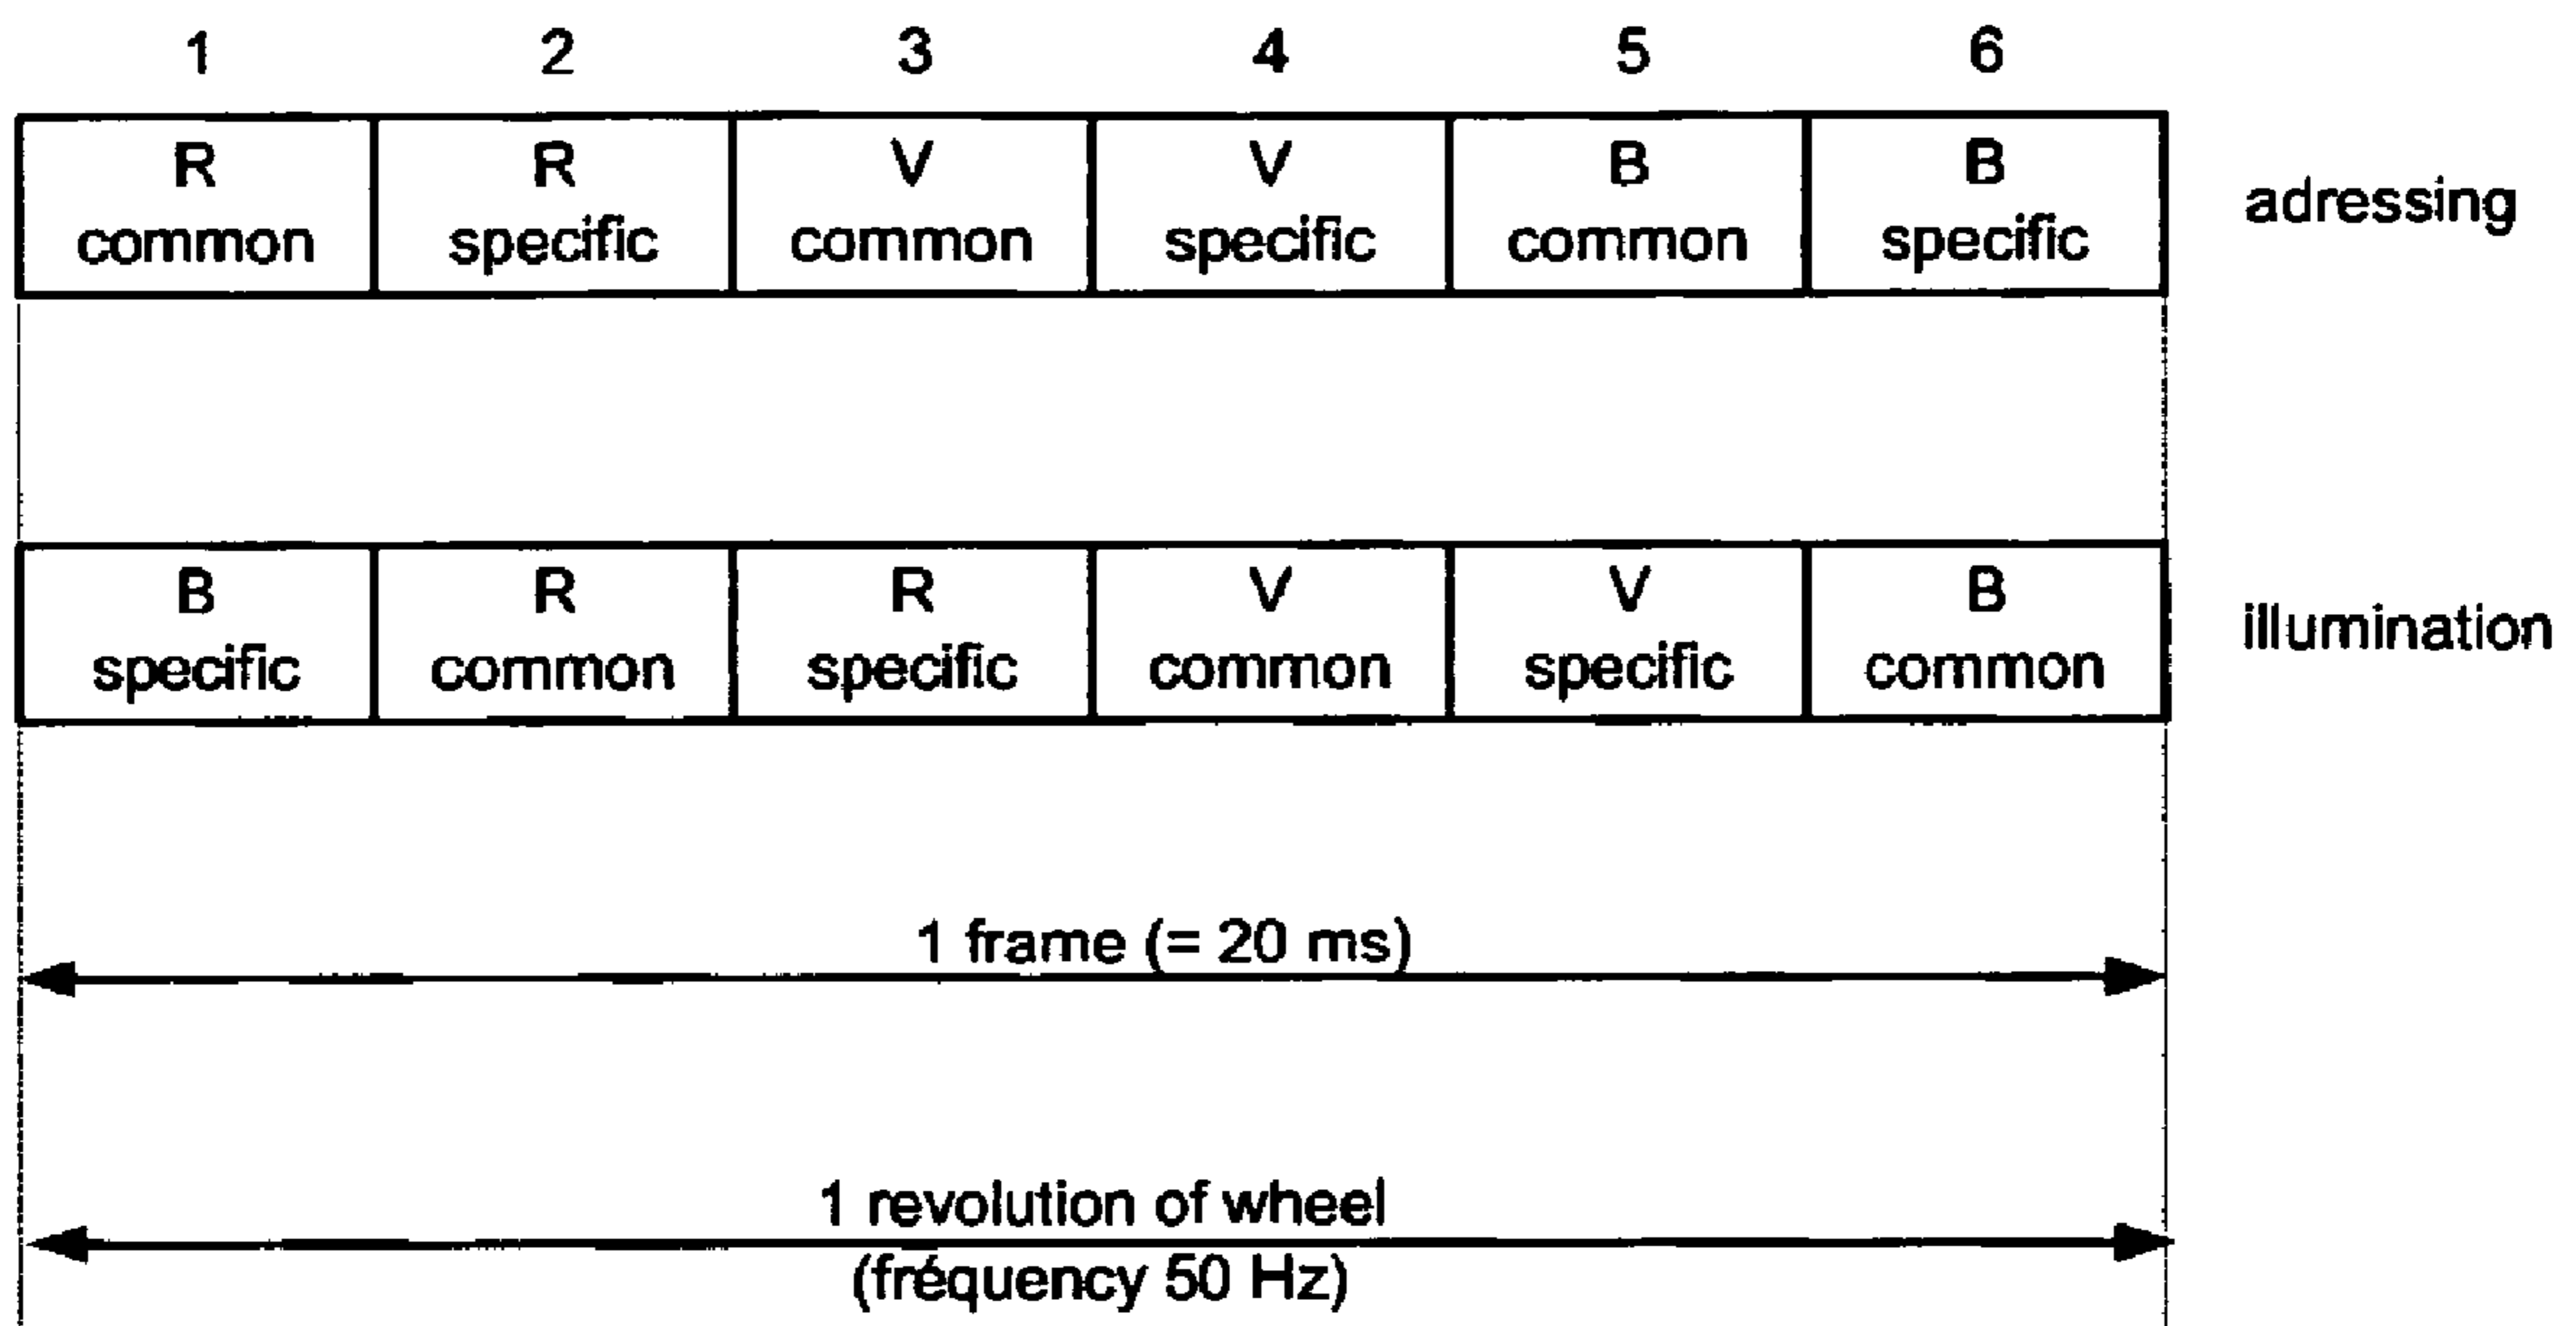 1 2 3 4 5 6
R R V V B B
common specific common specific common specific
adressing
B R R V V B
specific common specific common specific common
illumination
1 frame (= 20 ms)
1 revolution of wheel
(fréquency 50 Hz)